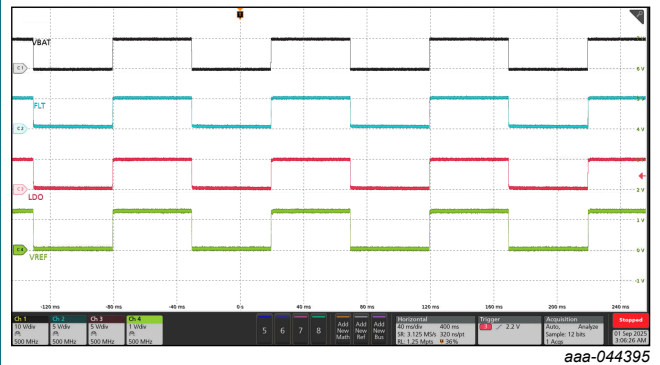 VBAT
C1
6 V
FLT
C2
4 V
C3
2 V
LDO
1 V
C4
0 V
VREF
-1 V
-120 ms -80 ms -40 ms 0 s 40 ms 80 ms 120 ms 160 ms 200 ms 240 ms
Ch 1 Ch 2 Ch 3 Ch 4
10 V/div 5 V/div 5 V/div 1 V/div
500 MHz 500 MHz 500 MHz 500 MHz
5 6 7 8
Add New Math Add New Ref Add New Bus
Horizontal
40 ms/div 400 ms
SR: 3.125 MS/s 320 ns/pt
RL: 1.25 Mpts 36%
Trigger
3 2.2 V
Acquisition
Auto, Analyze
Sample: 12 bits
1 Acqs
Stopped
01 Sep 2025
3:06:26 AM
aaa-044395